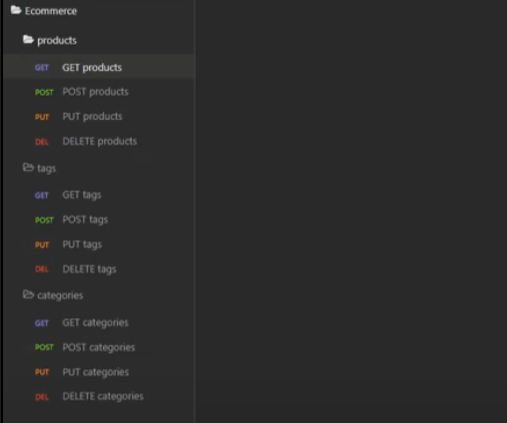 Ecommerce
products
GET GET products
POST POST products
PUT PUT products
DEL DELETE products
tags
GET GET tags
POST POST tags
PUT PUT tags
DEL DELETE tags
categories
GET GET categories
POST POST categories
PUT PUT categories
DEL DELETE categories